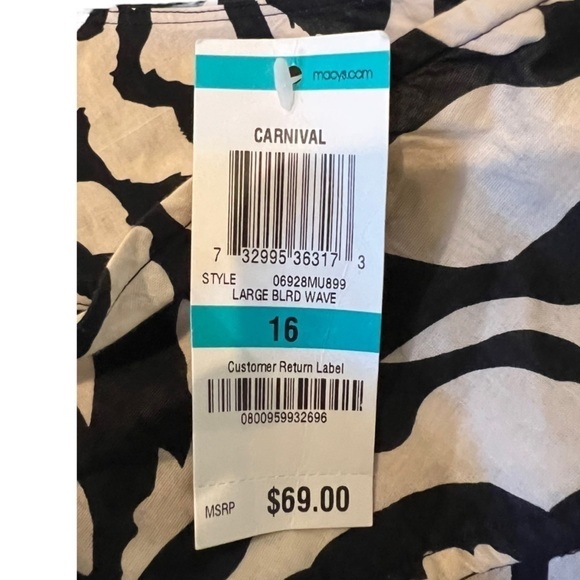 macys.com
CARNIVAL
7 32995 36317 3
STYLE 06928MU899
LARGE BLRD WAVE
16
Customer Return Label
0800959932696
MSRP $69.00